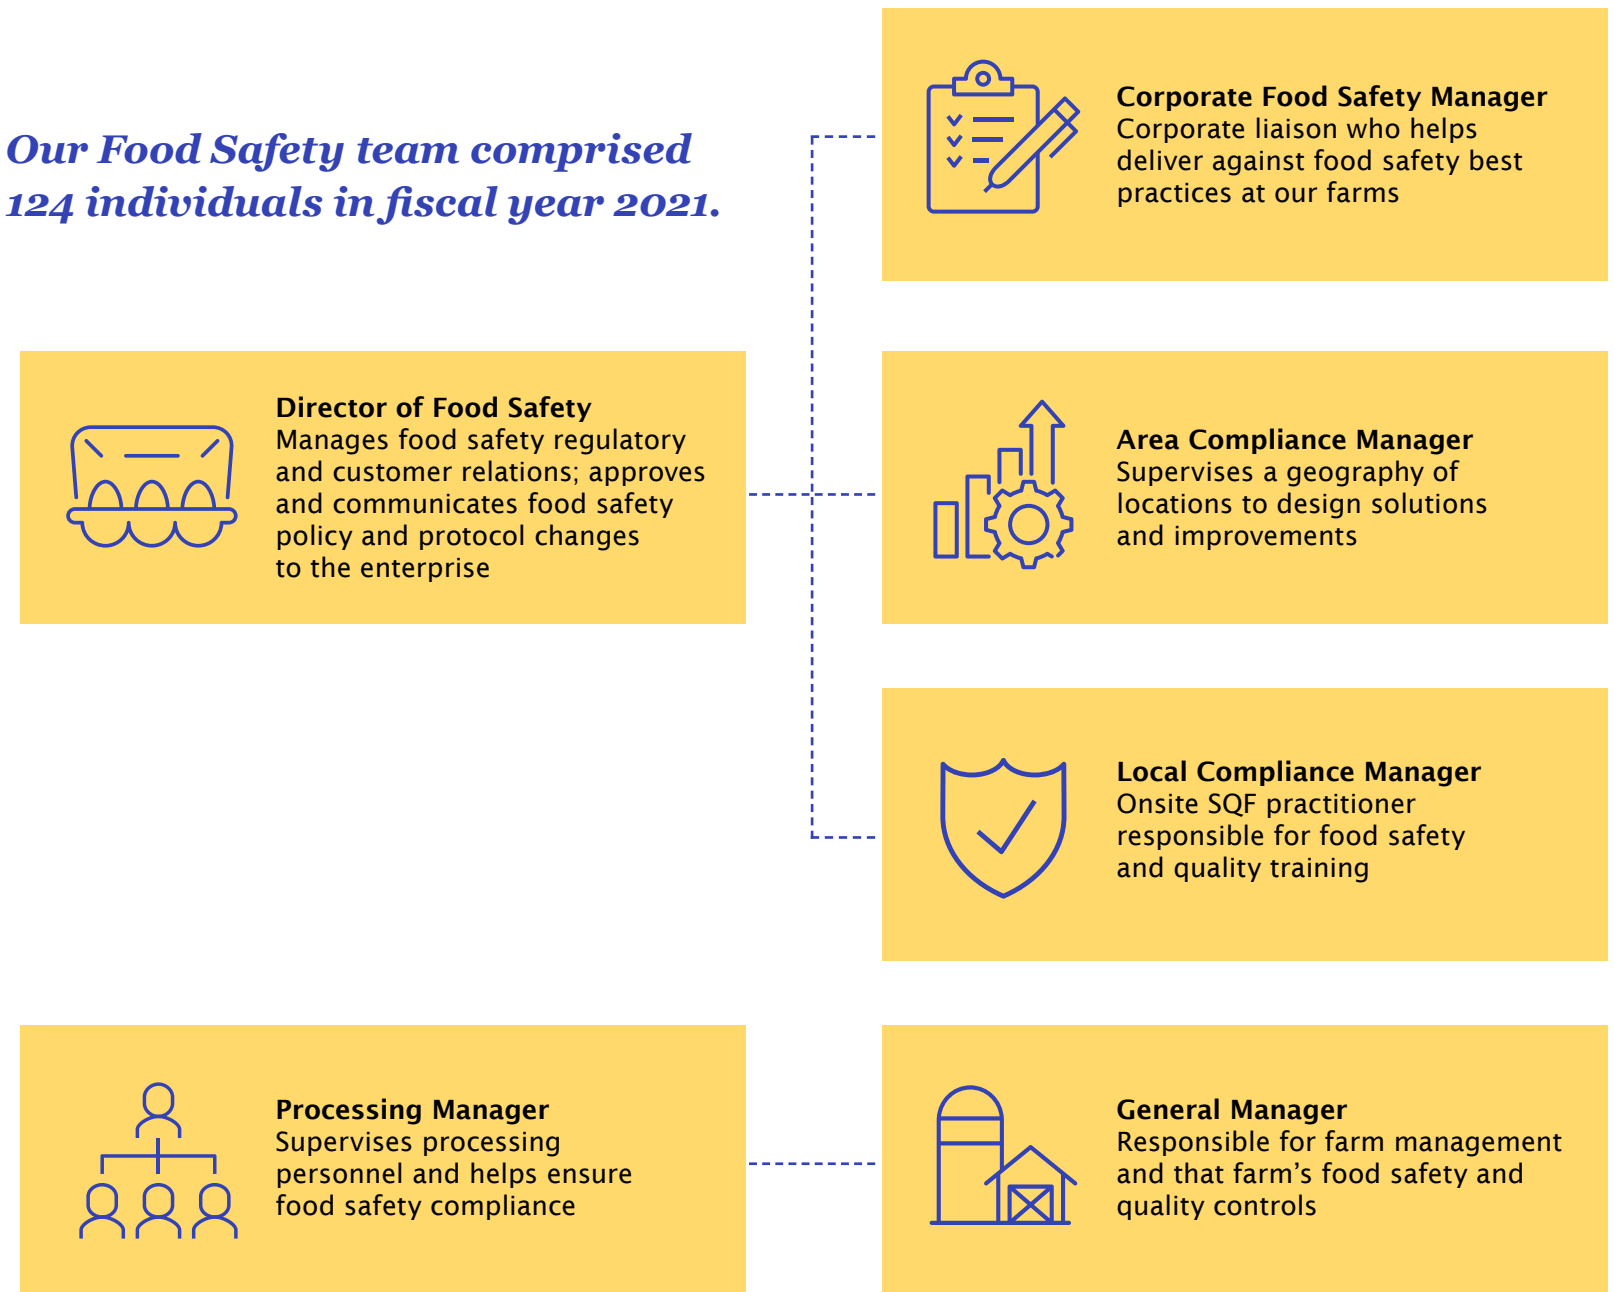 Our Food Safety team comprised
124 individuals in fiscal year 2021.
Corporate Food Safety Manager
Corporate liaison who helps
deliver against food safety best
practices at our farms
Director of Food Safety
Manages food safety regulatory
and customer relations; approves
and communicates food safety
policy and protocol changes
to the enterprise
Area Compliance Manager
Supervises a geography of
locations to design solutions
and improvements
Local Compliance Manager
Onsite SQF practitioner
responsible for food safety
and quality training
Processing Manager
Supervises processing
personnel and helps ensure
food safety compliance
General Manager
Responsible for farm management
and that farm’s food safety and
quality controls